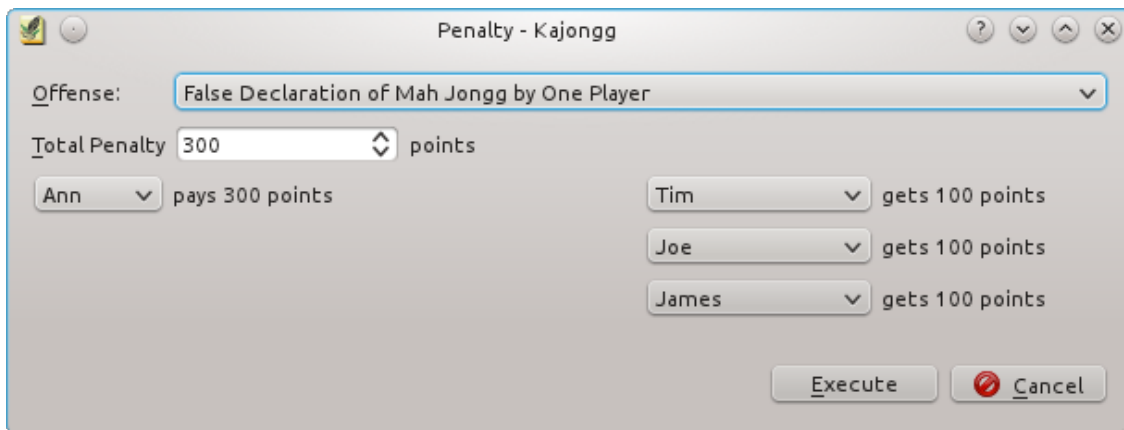 Penalty - Kajongg
Offense: False Declaration of Mah Jongg by One Player
Total Penalty 300 points
Ann pays 300 points Tim gets 100 points
Joe gets 100 points
James gets 100 points
Execute Cancel